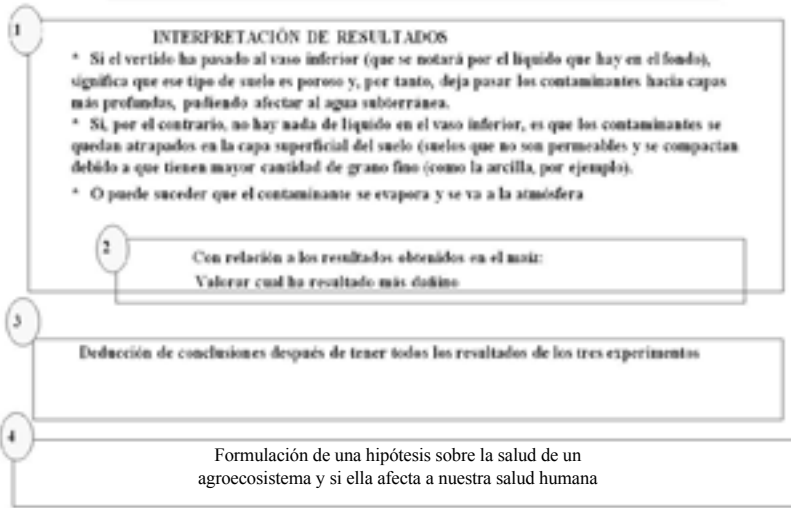 1
INTERPRETACIÓN DE RESULTADOS
* Si el vertido ha pasado al vaso inferior (que se notará por el líquido que hay en el fondo),
significa que ese tipo de suelo es poroso y, por tanto, deja pasar los contaminantes hacia capas
más profundas, pudiendo afectar al agua subterránea.
* Si, por el contrario, no hay nada de líquido en el vaso inferior, es que los contaminantes se
quedan atrapados en la capa superficial del suelo (suelos que no son permeables y se compactan
debido a que tienen mayor cantidad de grano fino (como la arcilla, por ejemplo).
* O puede suceder que el contaminante se evapora y se va a la atmósfera
2
Con relación a los resultados obtenidos en el maíz:
Valorar cual ha resultado más dañino
3
Deducción de conclusiones después de tener todos los resultados de los tres experimentos
4
Formulación de una hipótesis sobre la salud de un
agroecosistema y si ella afecta a nuestra salud humana